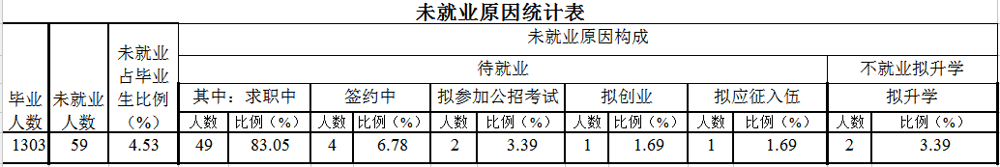 未就业原因统计表
毕业人数 未就业人数 未就业占毕业生比例（%） 未就业原因构成
待就业 不就业拟升学
其中：求职中 签约中 拟参加公招考试 拟创业 拟应征入伍 拟升学
人数 比例（%） 人数 比例（%） 人数 比例（%） 人数 比例（%） 人数 比例（%） 人数 比例（%）
1303 59 4.53 49 83.05 4 6.78 2 3.39 1 1.69 1 1.69 2 3.39